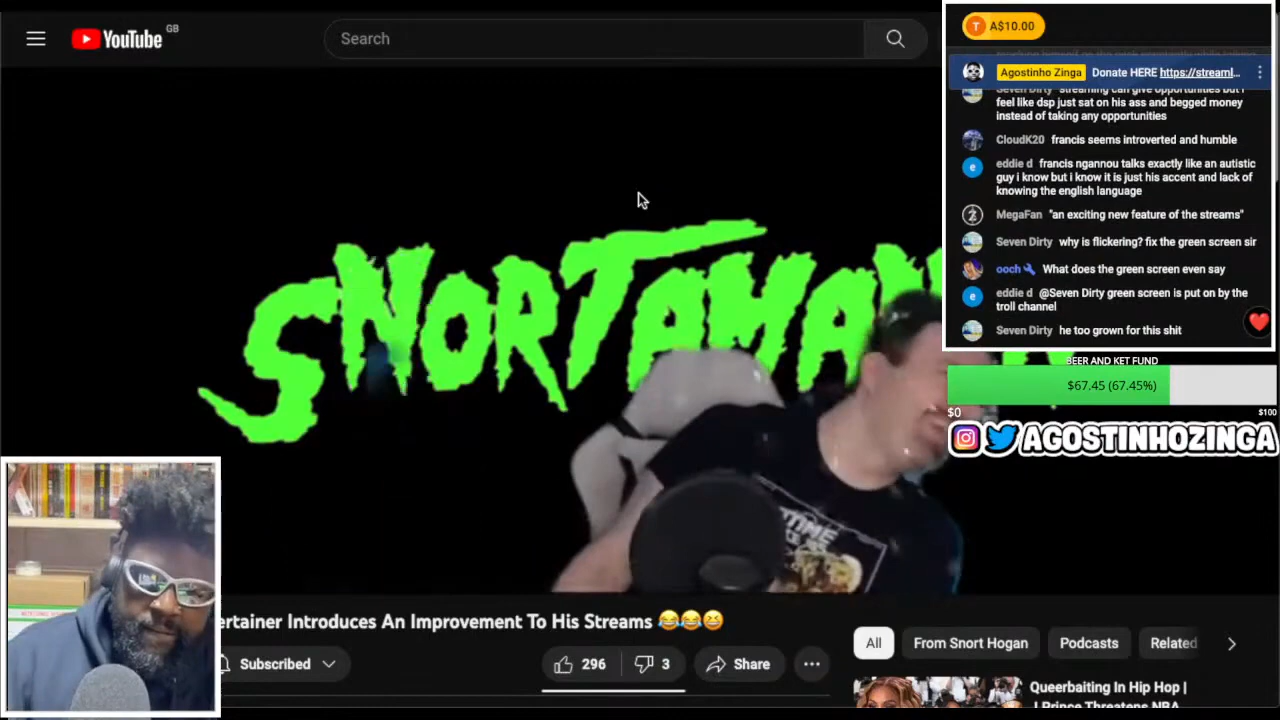 YouTube GB
Search
A$10.00
Agostinho Zinga Donate HERE https://streaml...
Seven Dirty streaming can give opportunities but i
feel like dsp just sat on his ass and begged money
instead of taking any opportunities
CloudK20 francis seems introverted and humble
eddie d francis ngannou talks exactly like an autistic
guy i know but i know it is just his accent and lack of
knowing the english language
MegaFan "an exciting new feature of the streams"
Seven Dirty why is flickering? fix the green screen sir
ooch What does the green screen even say
eddie d @Seven Dirty green screen is put on by the
troll channel
Seven Dirty he too grown for this shit
BEER AND KET FUND
$67.45 (67.45%)
$0 $100
AGOSTINHOZINGA
SNORTAMAN
ertainer Introduces An Improvement To His Streams 😂😂😆
Subscribed
296
3
Share
All
From Snort Hogan
Podcasts
Related
Queerbaiting In Hip Hop |
J Prince Threatens NBA